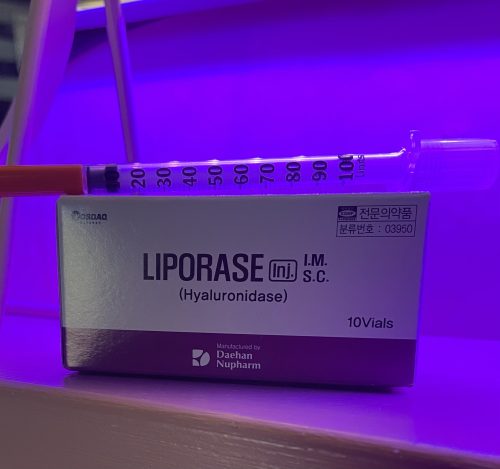 20 30 40 50 60 70 80 90 100
units
KOSDAQ
전문의약품
분류번호 : 03950
LIPORASE Inj. I.M.
S.C.
(Hyaluronidase)
10Vials
Manufactured by
Daehan
Nupharm